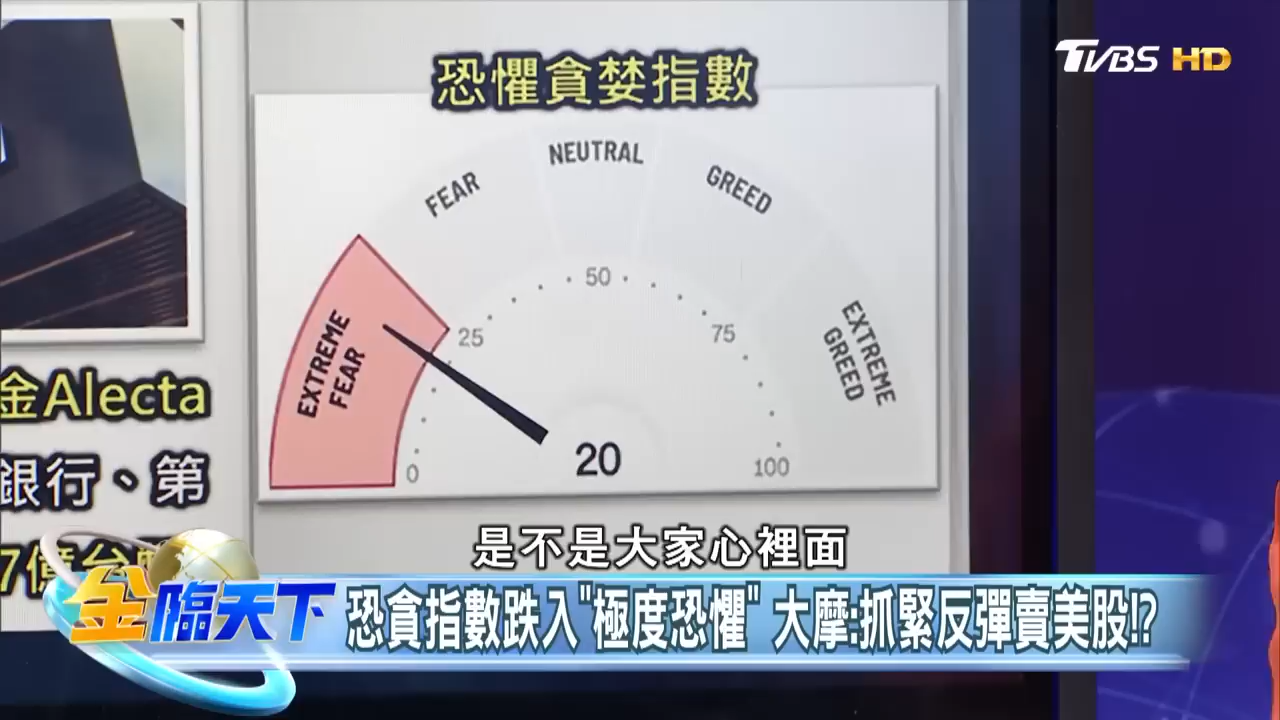 TVBS HD
恐懼貪婪指數
NEUTRAL
FEAR
GREED
EXTREME
FEAR
EXTREME
GREED
0
25
50
75
100
20
金Alecta
銀行、第
7億台
是不是大家心裡面
金臨天下
恐貪指數跌入"極度恐懼" 大摩:抓緊反彈賣美股!?